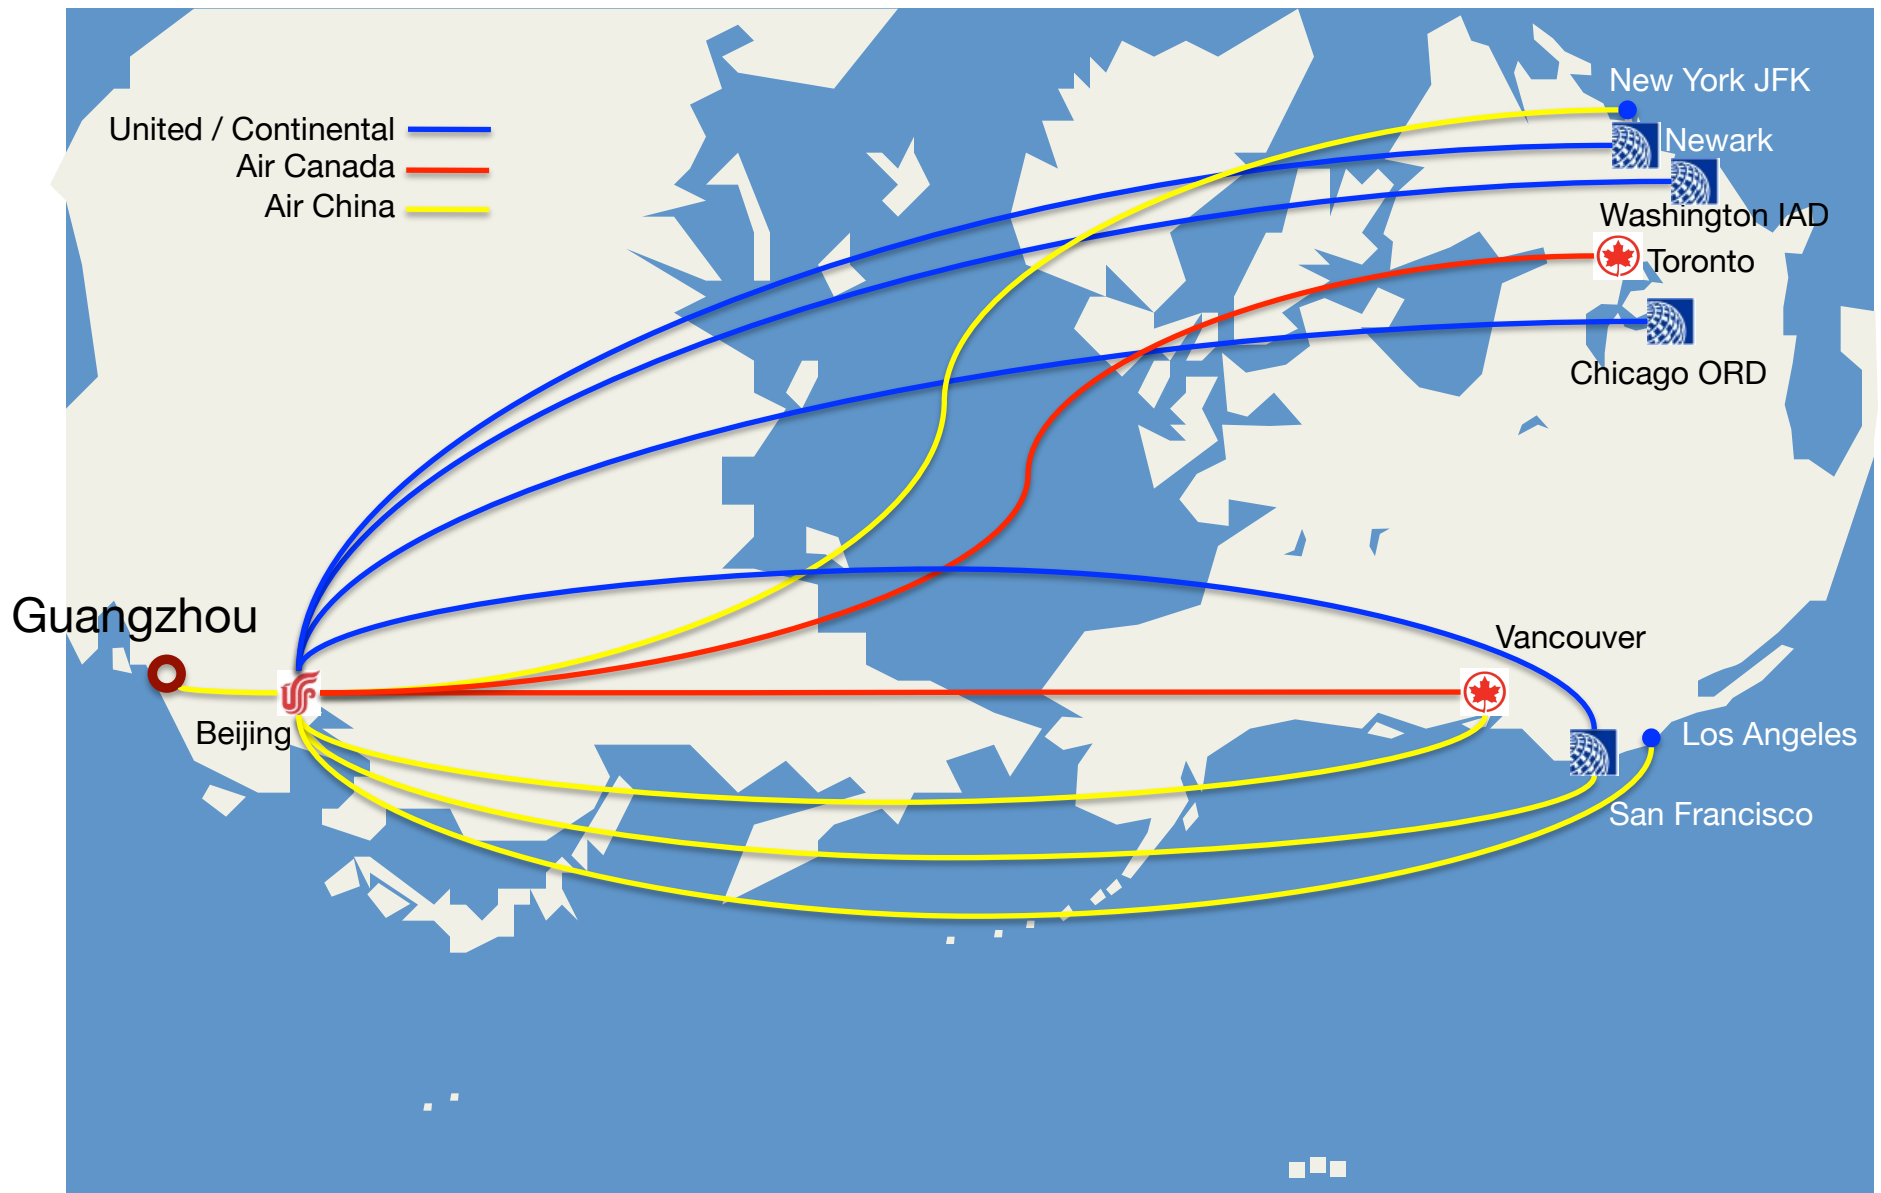 New York JFK
United / Continental
Newark
Air Canada
Air China
Washington IAD
Toronto
Chicago ORD
Guangzhou
Vancouver
Beijing
Los Angeles
San Francisco